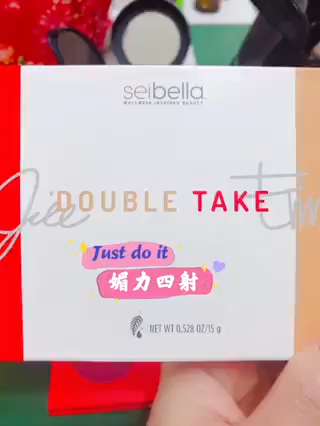 seibella
WELLNESS INSPIRED BEAUTY
DOUBLE TAKE
Just do it
媚力四射
NET WT 0.528 OZ/15 g